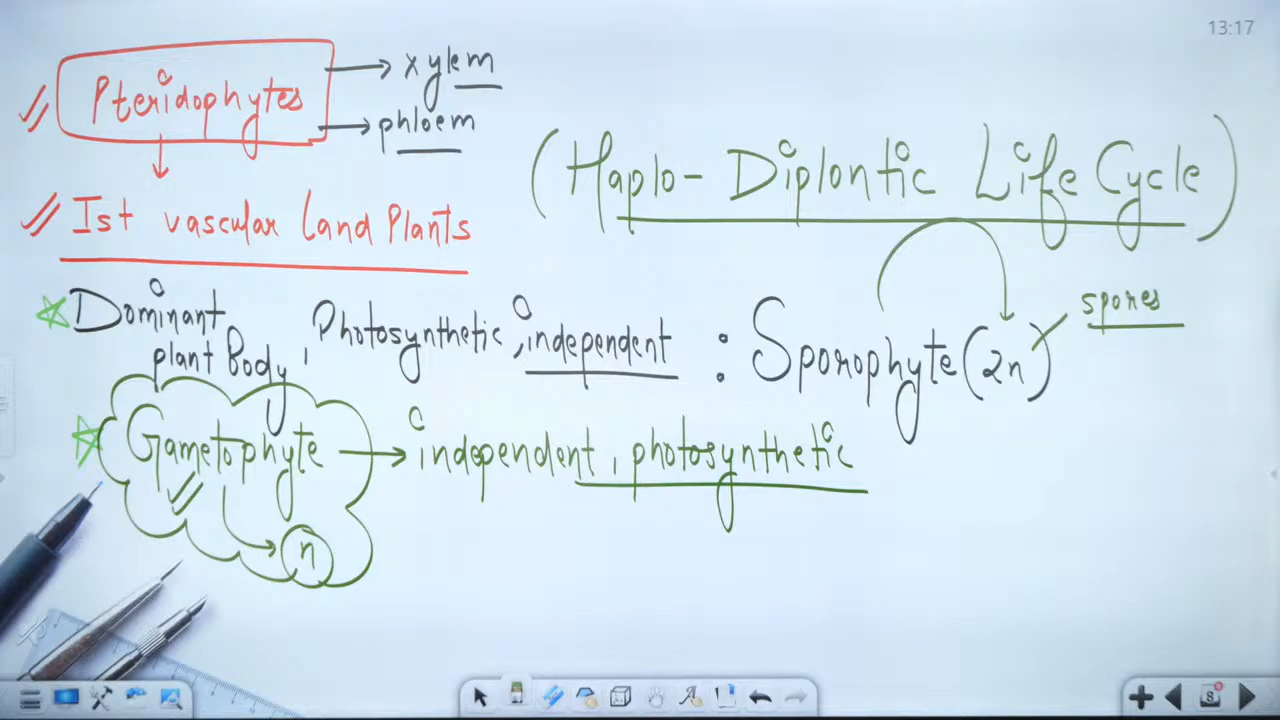 13:17
Pteridophytes
xylem
phloem
Ist vascular Land Plants
(Haplo-Diplontic Life Cycle)
Dominant plant Body, Photosynthetic, independent : Sporophyte (2n)
spores
Gametophyte → independent, photosynthetic
n
8